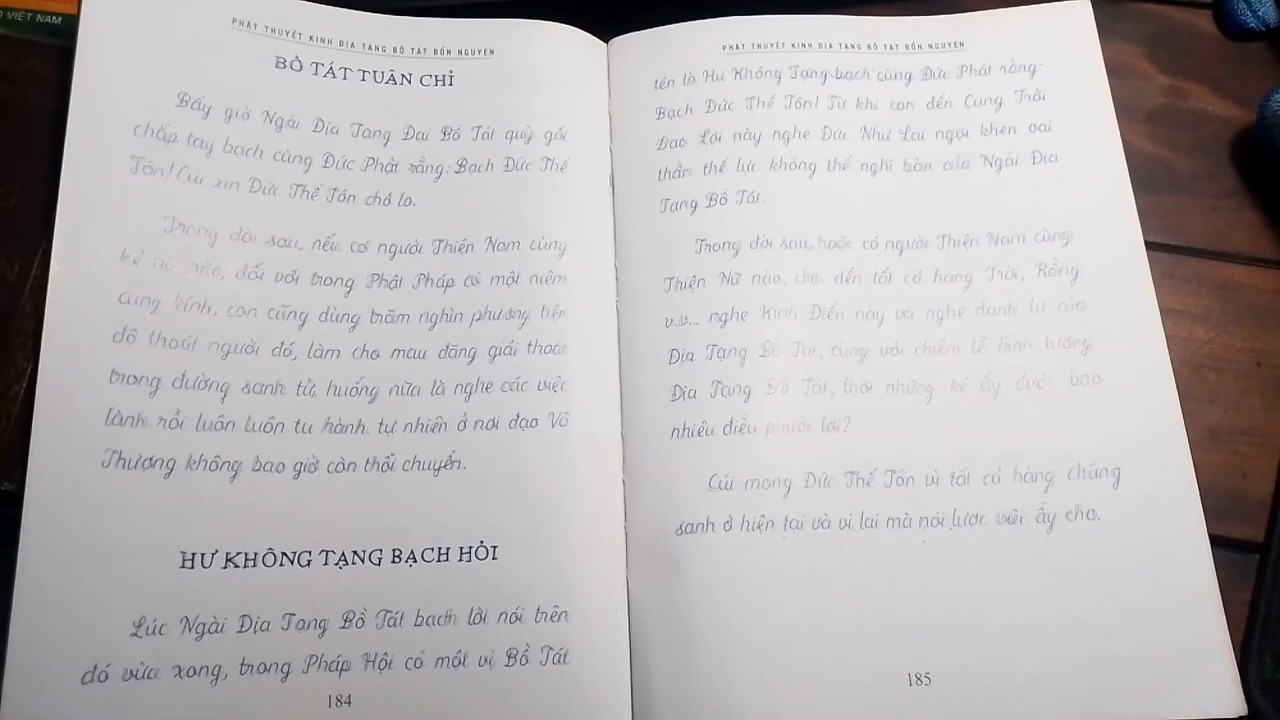 VIỆT NAM
PHẬT THUYẾT KINH ĐỊA TẠNG BỒ TÁT BỔN NGUYỆN
BỒ TÁT TUÂN CHỈ
Bấy giờ Ngài Địa Tạng Đại Bồ Tát quỳ gối
chấp tay bạch cùng Đức Phật rằng: Bạch Đức Thế
Tôn! Cúi xin Đức Thế Tôn chớ lo.
Trong đời sau, nếu có người Thiện Nam cùng
kẻ nữ nào, đối với trong Phật Pháp có một niệm
cung kính, con cũng dùng trăm nghìn phương tiện
độ thoát người đó, làm cho mau đặng giải thoát
trong đường sanh tử, huống nữa là nghe các việc
lành rồi luôn luôn tu hành, tự nhiên ở nơi đạo Vô
Thượng không bao giờ còn thối chuyển.
HƯ KHÔNG TẠNG BẠCH HỎI
Lúc Ngài Địa Tạng Bồ Tát bạch lời nói trên
đó vừa xong, trong Pháp Hội có một vị Bồ Tát
184
PHẬT THUYẾT KINH ĐỊA TẠNG BỒ TÁT BỔN NGUYỆN
tên là Hư Không Tạng bạch cùng Đức Phật rằng:
Bạch Đức Thế Tôn! Từ khi con đến Cung Trời
Đao Lợi này nghe Đức Như Lai ngợi khen oai
thần thế lực không thể nghĩ bàn của Ngài Địa
Tạng Bồ Tát.
Trong đời sau, hoặc có người Thiện Nam cùng
Thiện Nữ nào, cho đến tất cả hàng Trời, Rồng
v.v... nghe Kinh Điển này và nghe danh tự của
Địa Tạng Bồ Tát, cùng với chiêm lễ hình tượng
Địa Tạng Bồ Tát, thời những kẻ ấy được bao
nhiêu điều phước lợi?
Cúi mong Đức Thế Tôn vì tất cả hàng chúng
sanh ở hiện tại và vị lai mà nói lược việc ấy cho.
185